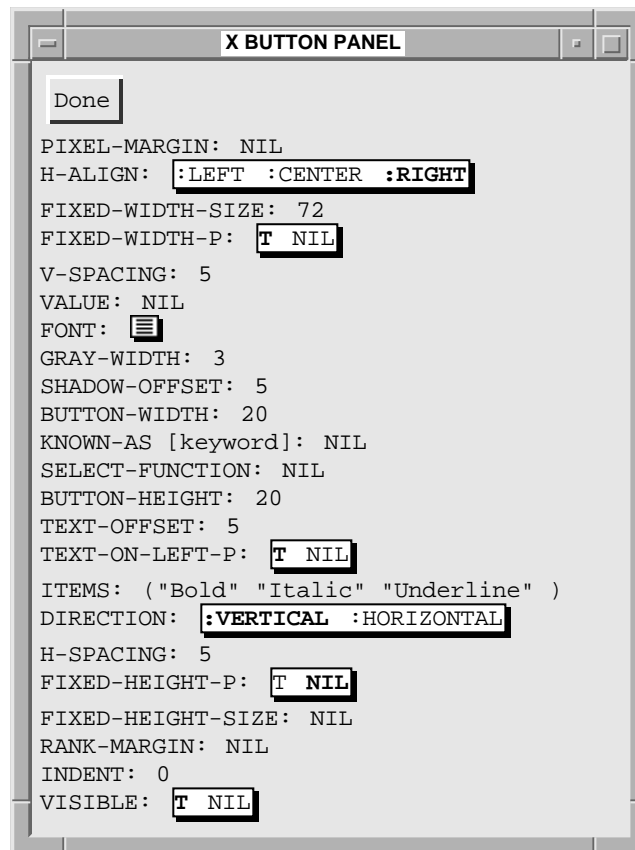 X BUTTON PANEL
Done
PIXEL-MARGIN: NIL
H-ALIGN: :LEFT :CENTER :RIGHT
FIXED-WIDTH-SIZE: 72
FIXED-WIDTH-P: T NIL
V-SPACING: 5
VALUE: NIL
FONT:
GRAY-WIDTH: 3
SHADOW-OFFSET: 5
BUTTON-WIDTH: 20
KNOWN-AS [keyword]: NIL
SELECT-FUNCTION: NIL
BUTTON-HEIGHT: 20
TEXT-OFFSET: 5
TEXT-ON-LEFT-P: T NIL
ITEMS: ("Bold" "Italic" "Underline" )
DIRECTION: :VERTICAL :HORIZONTAL
H-SPACING: 5
FIXED-HEIGHT-P: T NIL
FIXED-HEIGHT-SIZE: NIL
RANK-MARGIN: NIL
INDENT: 0
VISIBLE: T NIL